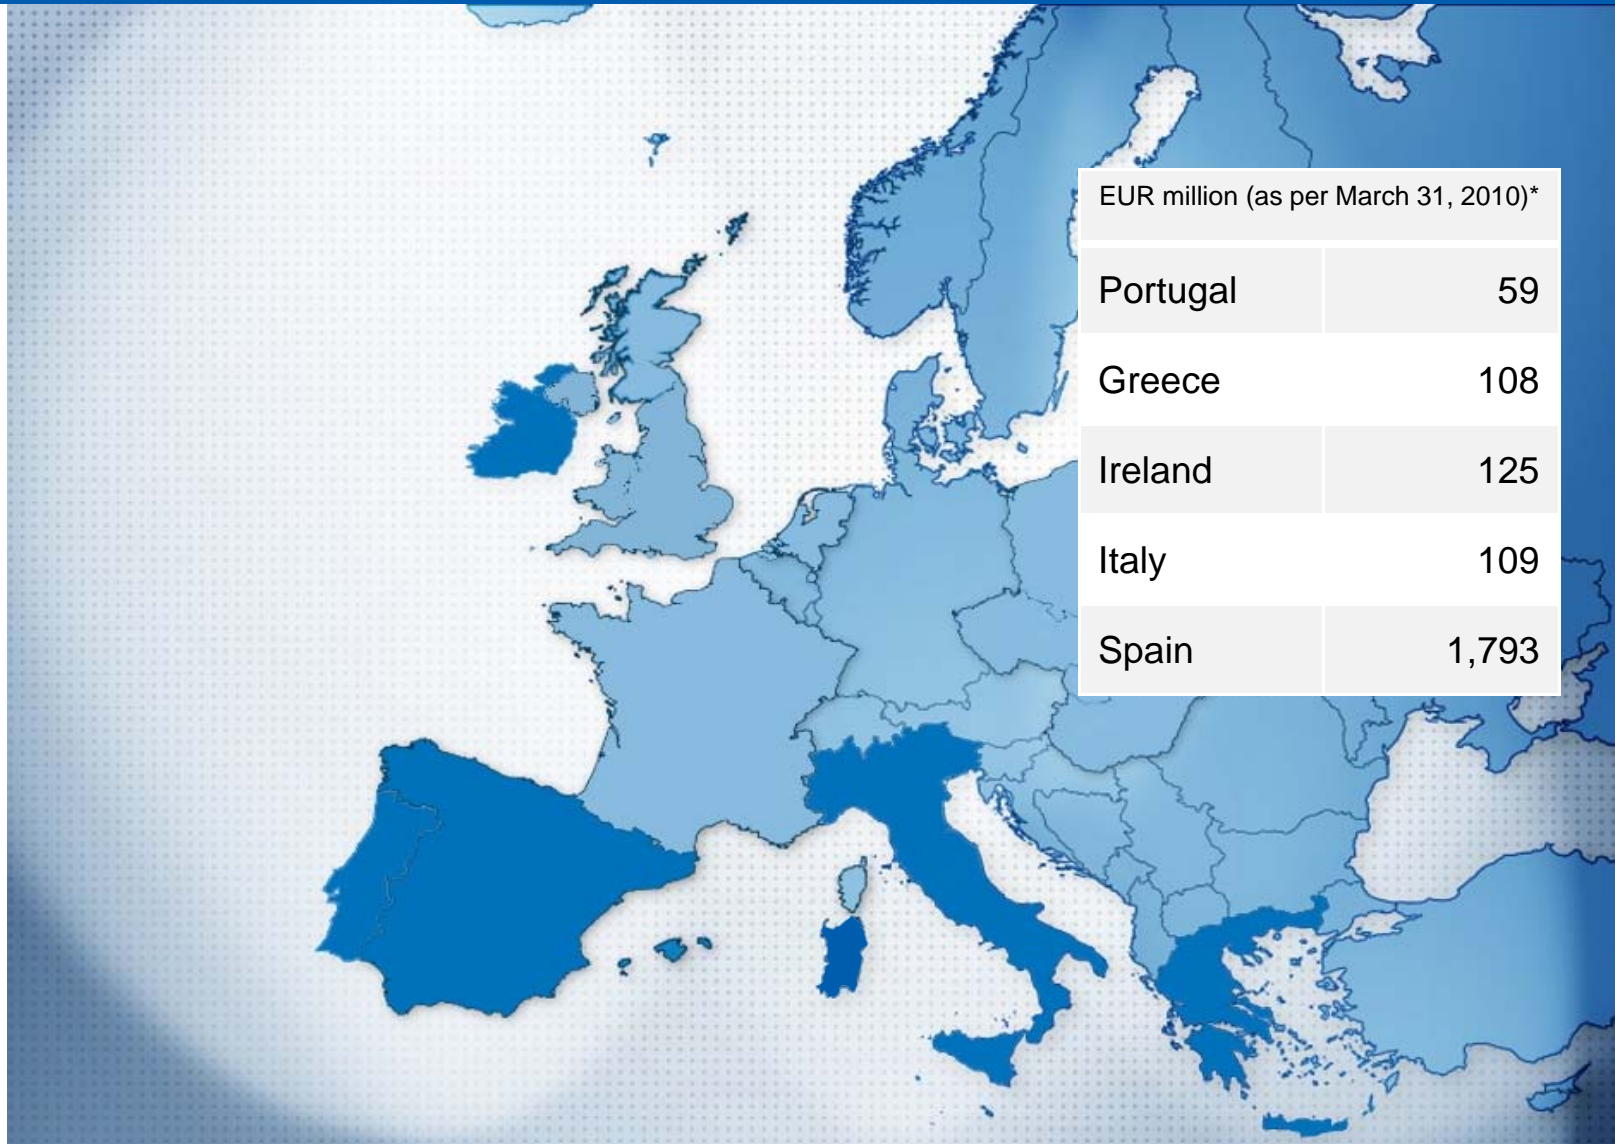 EUR million (as per March 31, 2010)*
Portugal 59
Greece 108
Ireland 125
Italy 109
Spain 1,793